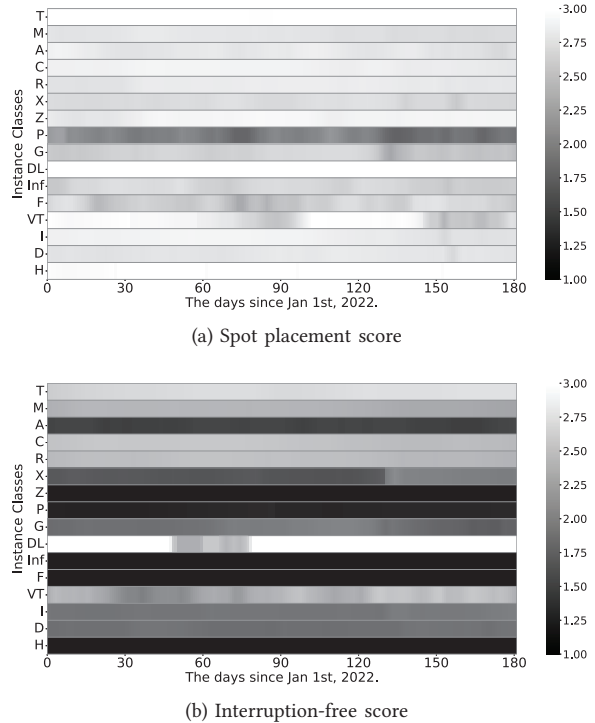 T
M
A
C
R
X
Z
P
G
DL
Inf
F
VT
I
D
H
Instance Classes
0 30 60 90 120 150 180
The days since Jan 1st, 2022.
3.00
2.75
2.50
2.25
2.00
1.75
1.50
1.25
1.00
(a) Spot placement score
T
M
A
C
R
X
Z
P
G
DL
Inf
F
VT
I
D
H
Instance Classes
0 30 60 90 120 150 180
The days since Jan 1st, 2022.
3.00
2.75
2.50
2.25
2.00
1.75
1.50
1.25
1.00
(b) Interruption-free score